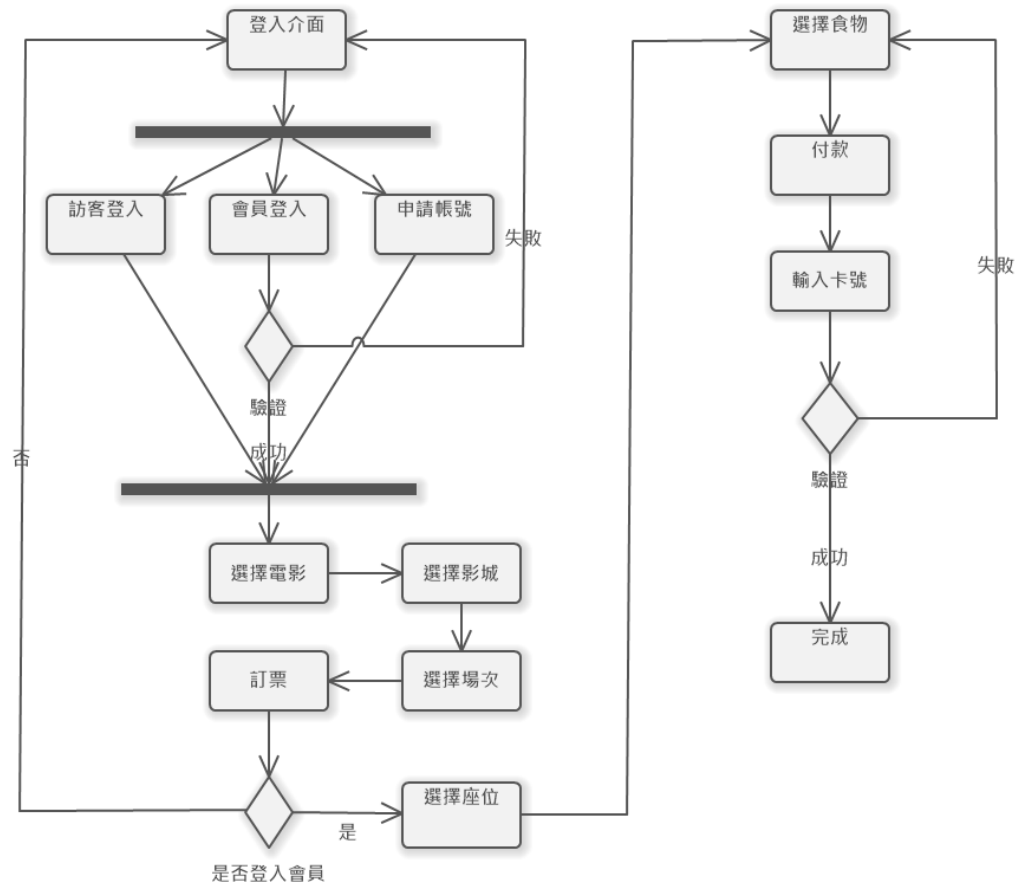 登入介面
訪客登入
會員登入
申請帳號
失敗
驗證
成功
否
選擇電影
選擇影城
訂票
選擇場次
選擇座位
是
是否登入會員
選擇食物
付款
輸入卡號
失敗
驗證
成功
完成